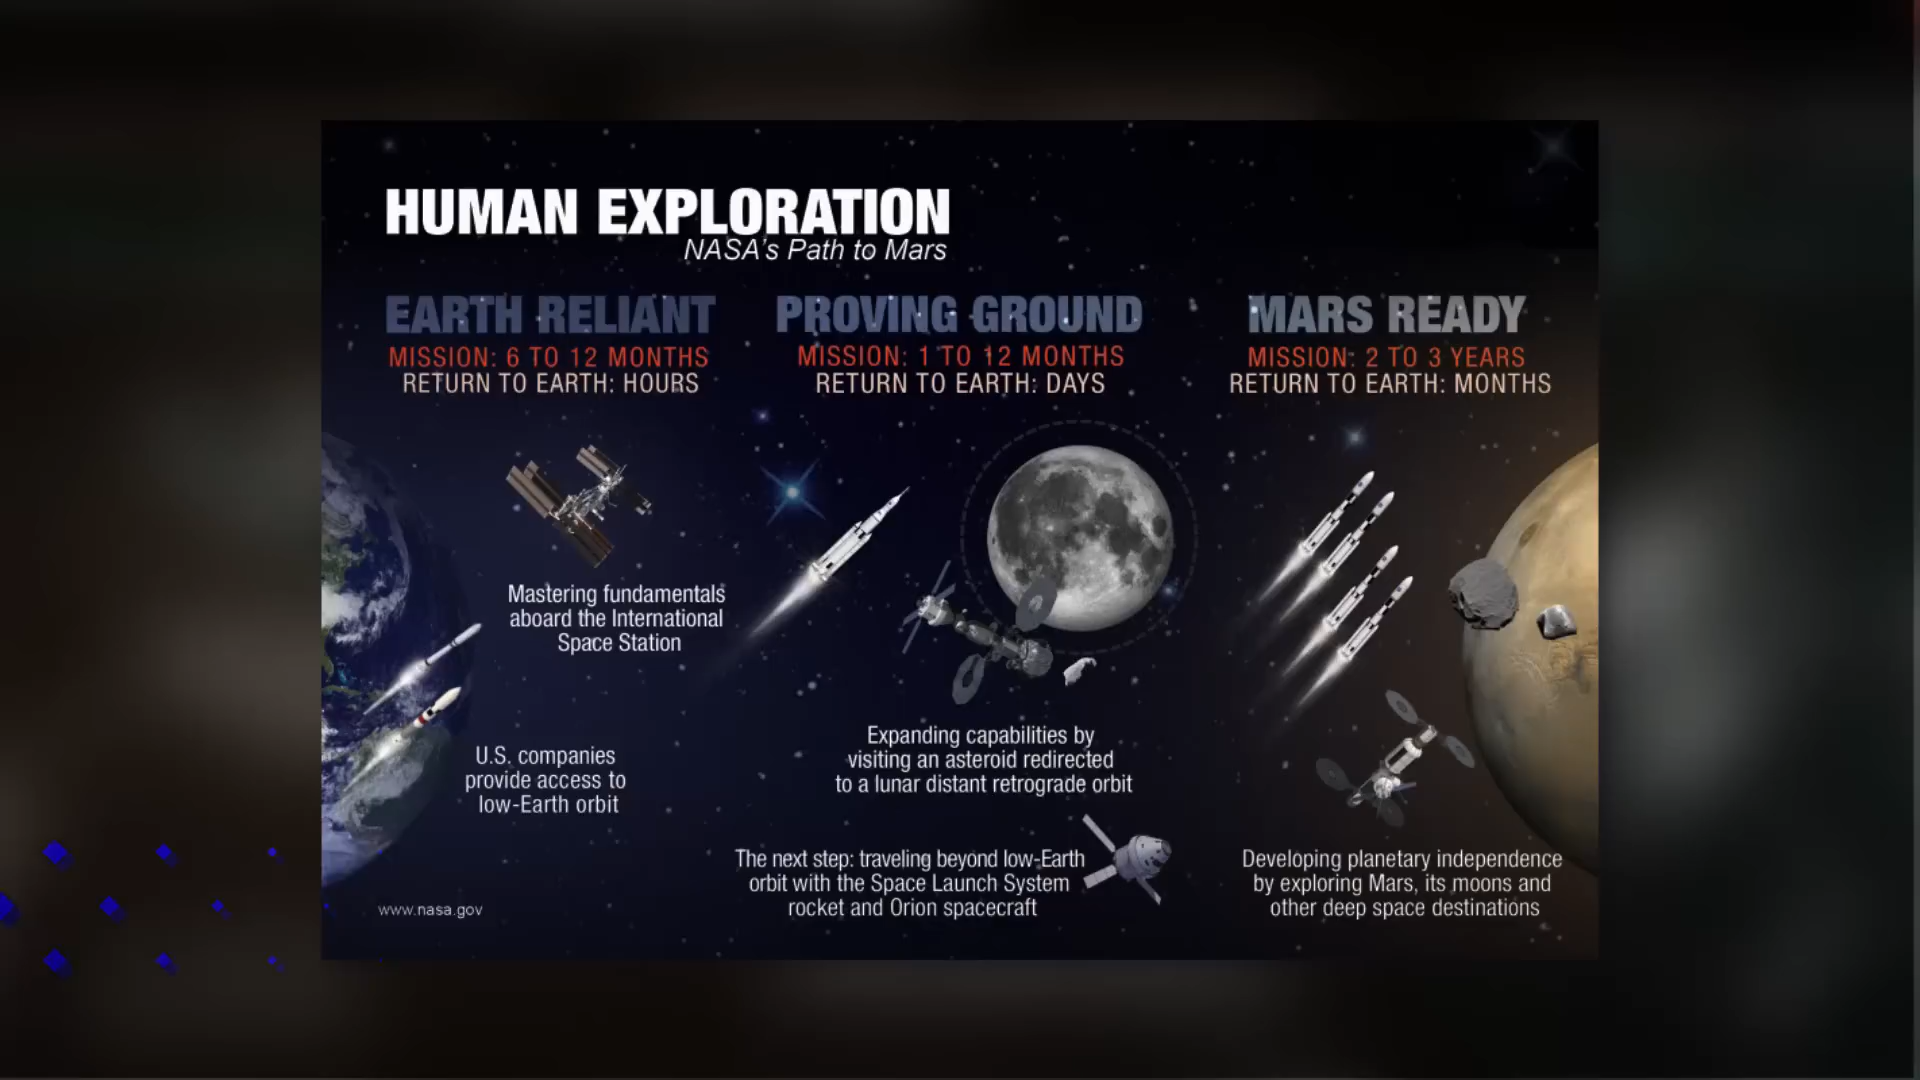 HUMAN EXPLORATION
NASA's Path to Mars
EARTH RELIANT
MISSION: 6 TO 12 MONTHS
RETURN TO EARTH: HOURS
PROVING GROUND
MISSION: 1 TO 12 MONTHS
RETURN TO EARTH: DAYS
MARS READY
MISSION: 2 TO 3 YEARS
RETURN TO EARTH: MONTHS
Mastering fundamentals
aboard the International
Space Station
U.S. companies
provide access to
low-Earth orbit
Expanding capabilities by
visiting an asteroid redirected
to a lunar distant retrograde orbit
The next step: traveling beyond low-Earth
orbit with the Space Launch System
rocket and Orion spacecraft
Developing planetary independence
by exploring Mars, its moons and
other deep space destinations
www.nasa.gov